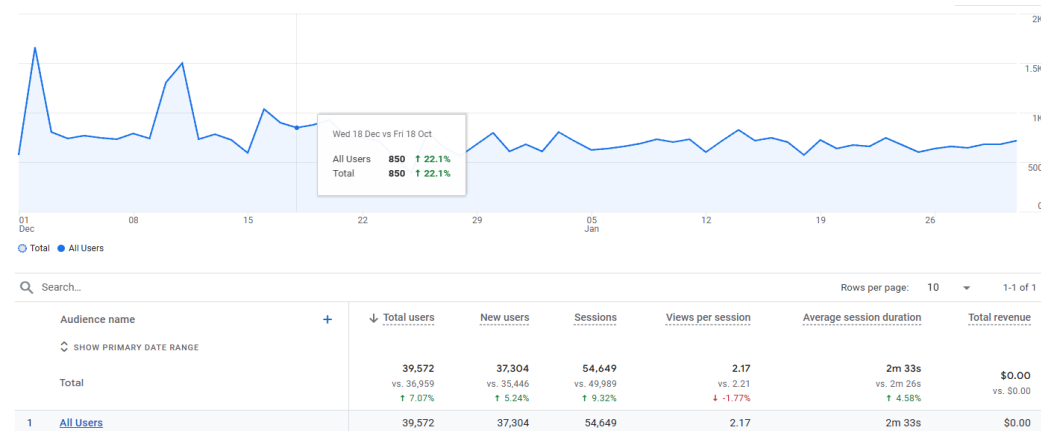 2K
1.5K
1K
500
0
Wed 18 Dec vs Fri 18 Oct
All Users 850 ↑ 22.1%
Total 850 ↑ 22.1%
01 08 15 22 29 05 12 19 26
Dec Jan
Total All Users
Search...
Rows per page: 10 1-1 of 1
Audience name + ↓ Total users New users Sessions Views per session Average session duration Total revenue
SHOW PRIMARY DATE RANGE
Total 39,572 37,304 54,649 2.17 2m 33s $0.00
vs. 36,959 vs. 35,446 vs. 49,989 vs. 2.21 vs. 2m 26s vs. $0.00
↑ 7.07% ↑ 5.24% ↑ 9.32% ↓ -1.77% ↑ 4.58%
1 All Users 39,572 37,304 54,649 2.17 2m 33s $0.00